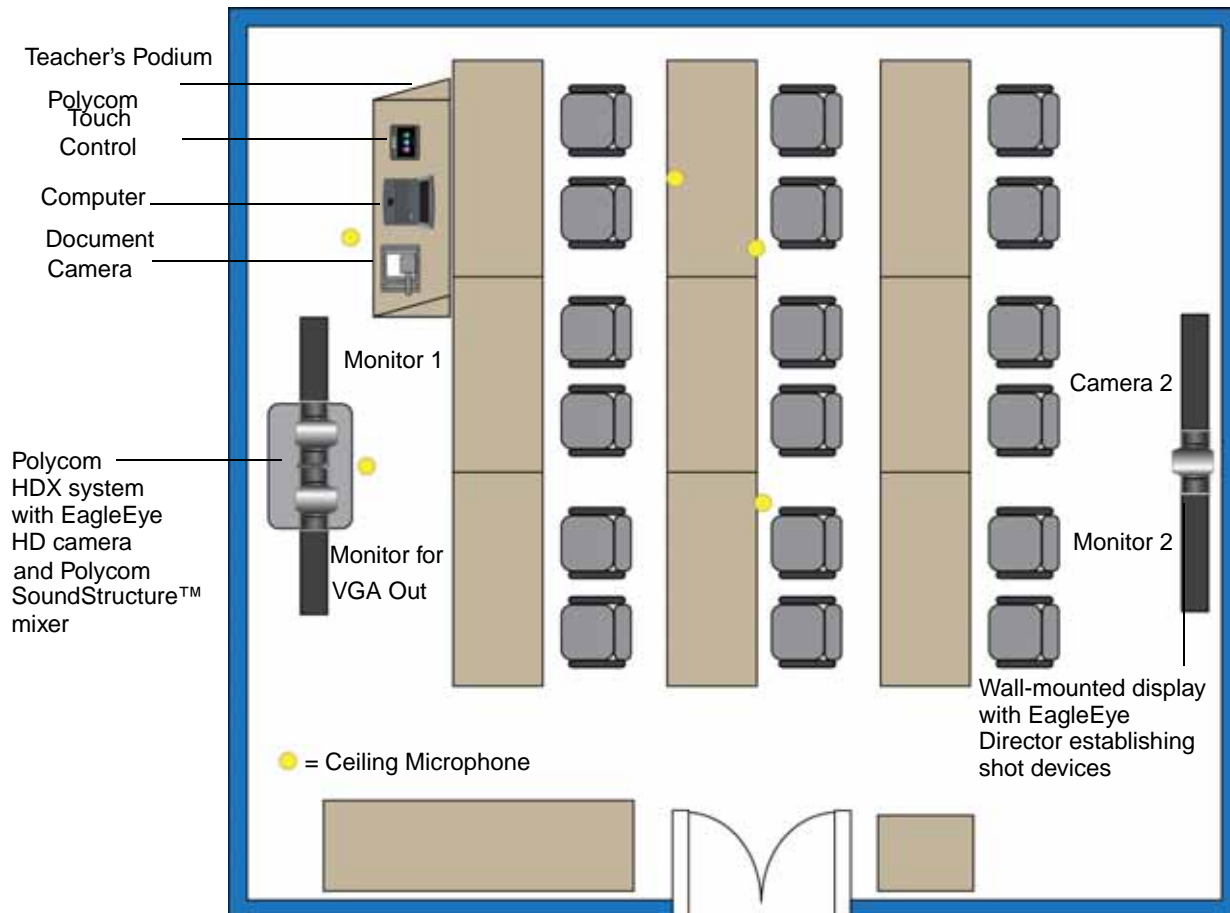 Teacher's Podium
Polycom
Touch
Control
Computer
Document
Camera
Monitor 1
Polycom
HDX system
with EagleEye
HD camera
and Polycom
SoundStructure™
mixer
Monitor for
VGA Out
Camera 2
Monitor 2
Wall-mounted display
with EagleEye
Director establishing
shot devices
= Ceiling Microphone